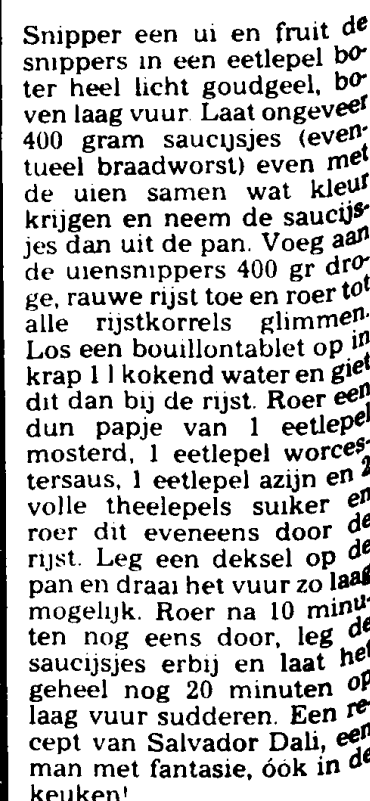 Snipper een ui en fruit de
snippers in een eetlepel bo-
ter heel licht goudgeel, bo-
ven laag vuur. Laat ongeveer
400 gram saucijsjes (even-
tueel braadworst) even met
de uien samen wat kleur
krijgen en neem de saucijs-
jes dan uit de pan. Voeg aan
de uiensnippers 400 gr dro-
ge, rauwe rijst toe en roer tot
alle rijstkorrels glimmen.
Los een bouillontablet op in
krap 1 l kokend water en giet
dit dan bij de rijst. Roer een
dun papje van 1 eetlepel
mosterd, 1 eetlepel worces-
tersaus, 1 eetlepel azijn en 2
volle theelepels suiker en
roer dit eveneens door de
rijst. Leg een deksel op de
pan en draai het vuur zo laag
mogelijk. Roer na 10 minu-
ten nog eens door, leg de
saucijsjes erbij en laat het
geheel nog 20 minuten op
laag vuur sudderen. Een re-
cept van Salvador Dali, een
man met fantasie, óók in de
keuken!